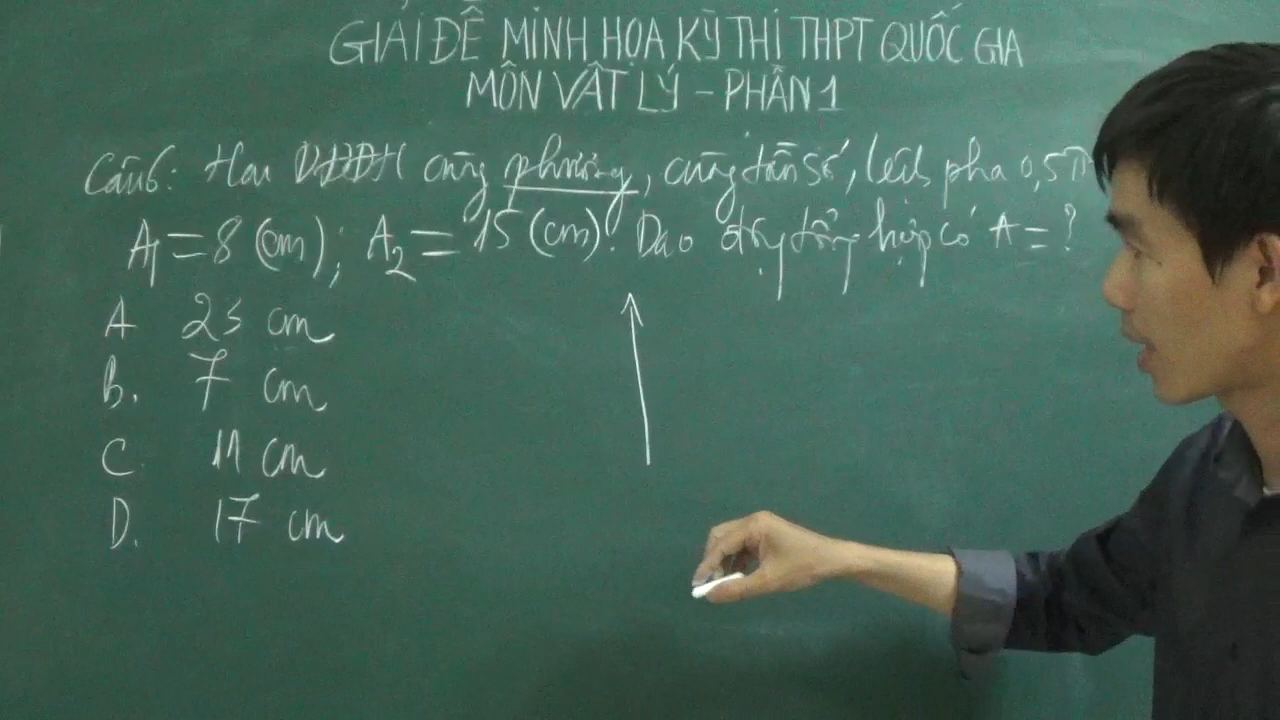 GIẢI ĐỀ MINH HỌA KỲ THI THPT QUỐC GIA
MÔN VẬT LÝ - PHẦN 1
Câu 6: Hai DĐĐH cùng phương, cùng tần số, lệch pha 0,5π
A1 = 8 (cm); A2 = 15 (cm). Dao động tổng hợp có A = ?
A 23 cm
B. 7 cm
C. 11 cm
D. 17 cm